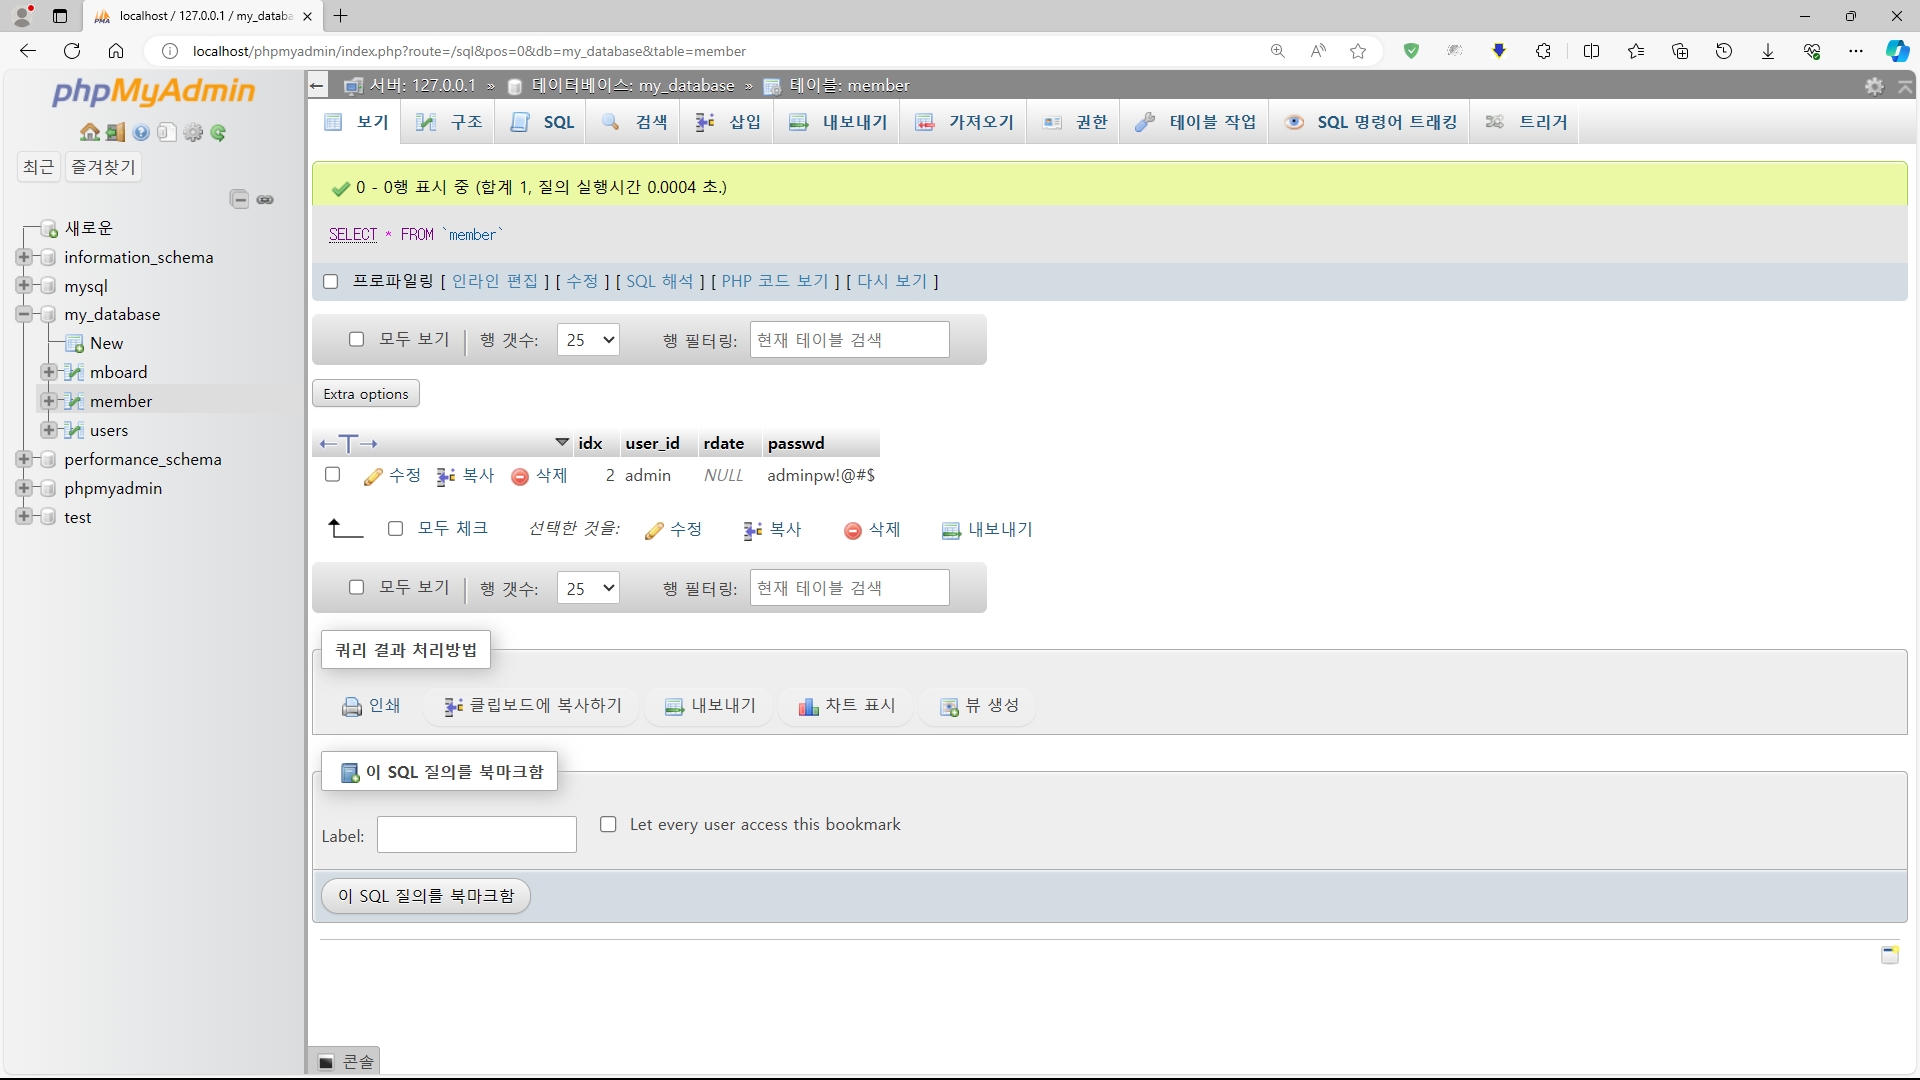 localhost / 127.0.0.1 / my_databa
localhost/phpmyadmin/index.php?route=/sql&pos=0&db=my_database&table=member
phpMyAdmin
최근 즐겨찾기
새로운
information_schema
mysql
my_database
New
mboard
member
users
performance_schema
phpmyadmin
test
서버: 127.0.0.1 » 데이터베이스: my_database » 테이블: member
보기 구조 SQL 검색 삽입 내보내기 가져오기 권한 테이블 작업 SQL 명령어 트래킹 트리거
0 - 0행 표시 중 (합계 1, 질의 실행시간 0.0004 초.)
SELECT * FROM `member`
프로파일링 [ 인라인 편집 ] [ 수정 ] [ SQL 해석 ] [ PHP 코드 보기 ] [ 다시 보기 ]
모두 보기 행 갯수: 25 행 필터링: 현재 테이블 검색
Extra options
←T→ idx user_id rdate passwd
수정 복사 삭제 2 admin NULL adminpw!@#$
모두 체크 선택한 것을: 수정 복사 삭제 내보내기
모두 보기 행 갯수: 25 행 필터링: 현재 테이블 검색
쿼리 결과 처리방법
인쇄 클립보드에 복사하기 내보내기 차트 표시 뷰 생성
이 SQL 질의를 북마크함
Label: Let every user access this bookmark
이 SQL 질의를 북마크함
콘솔